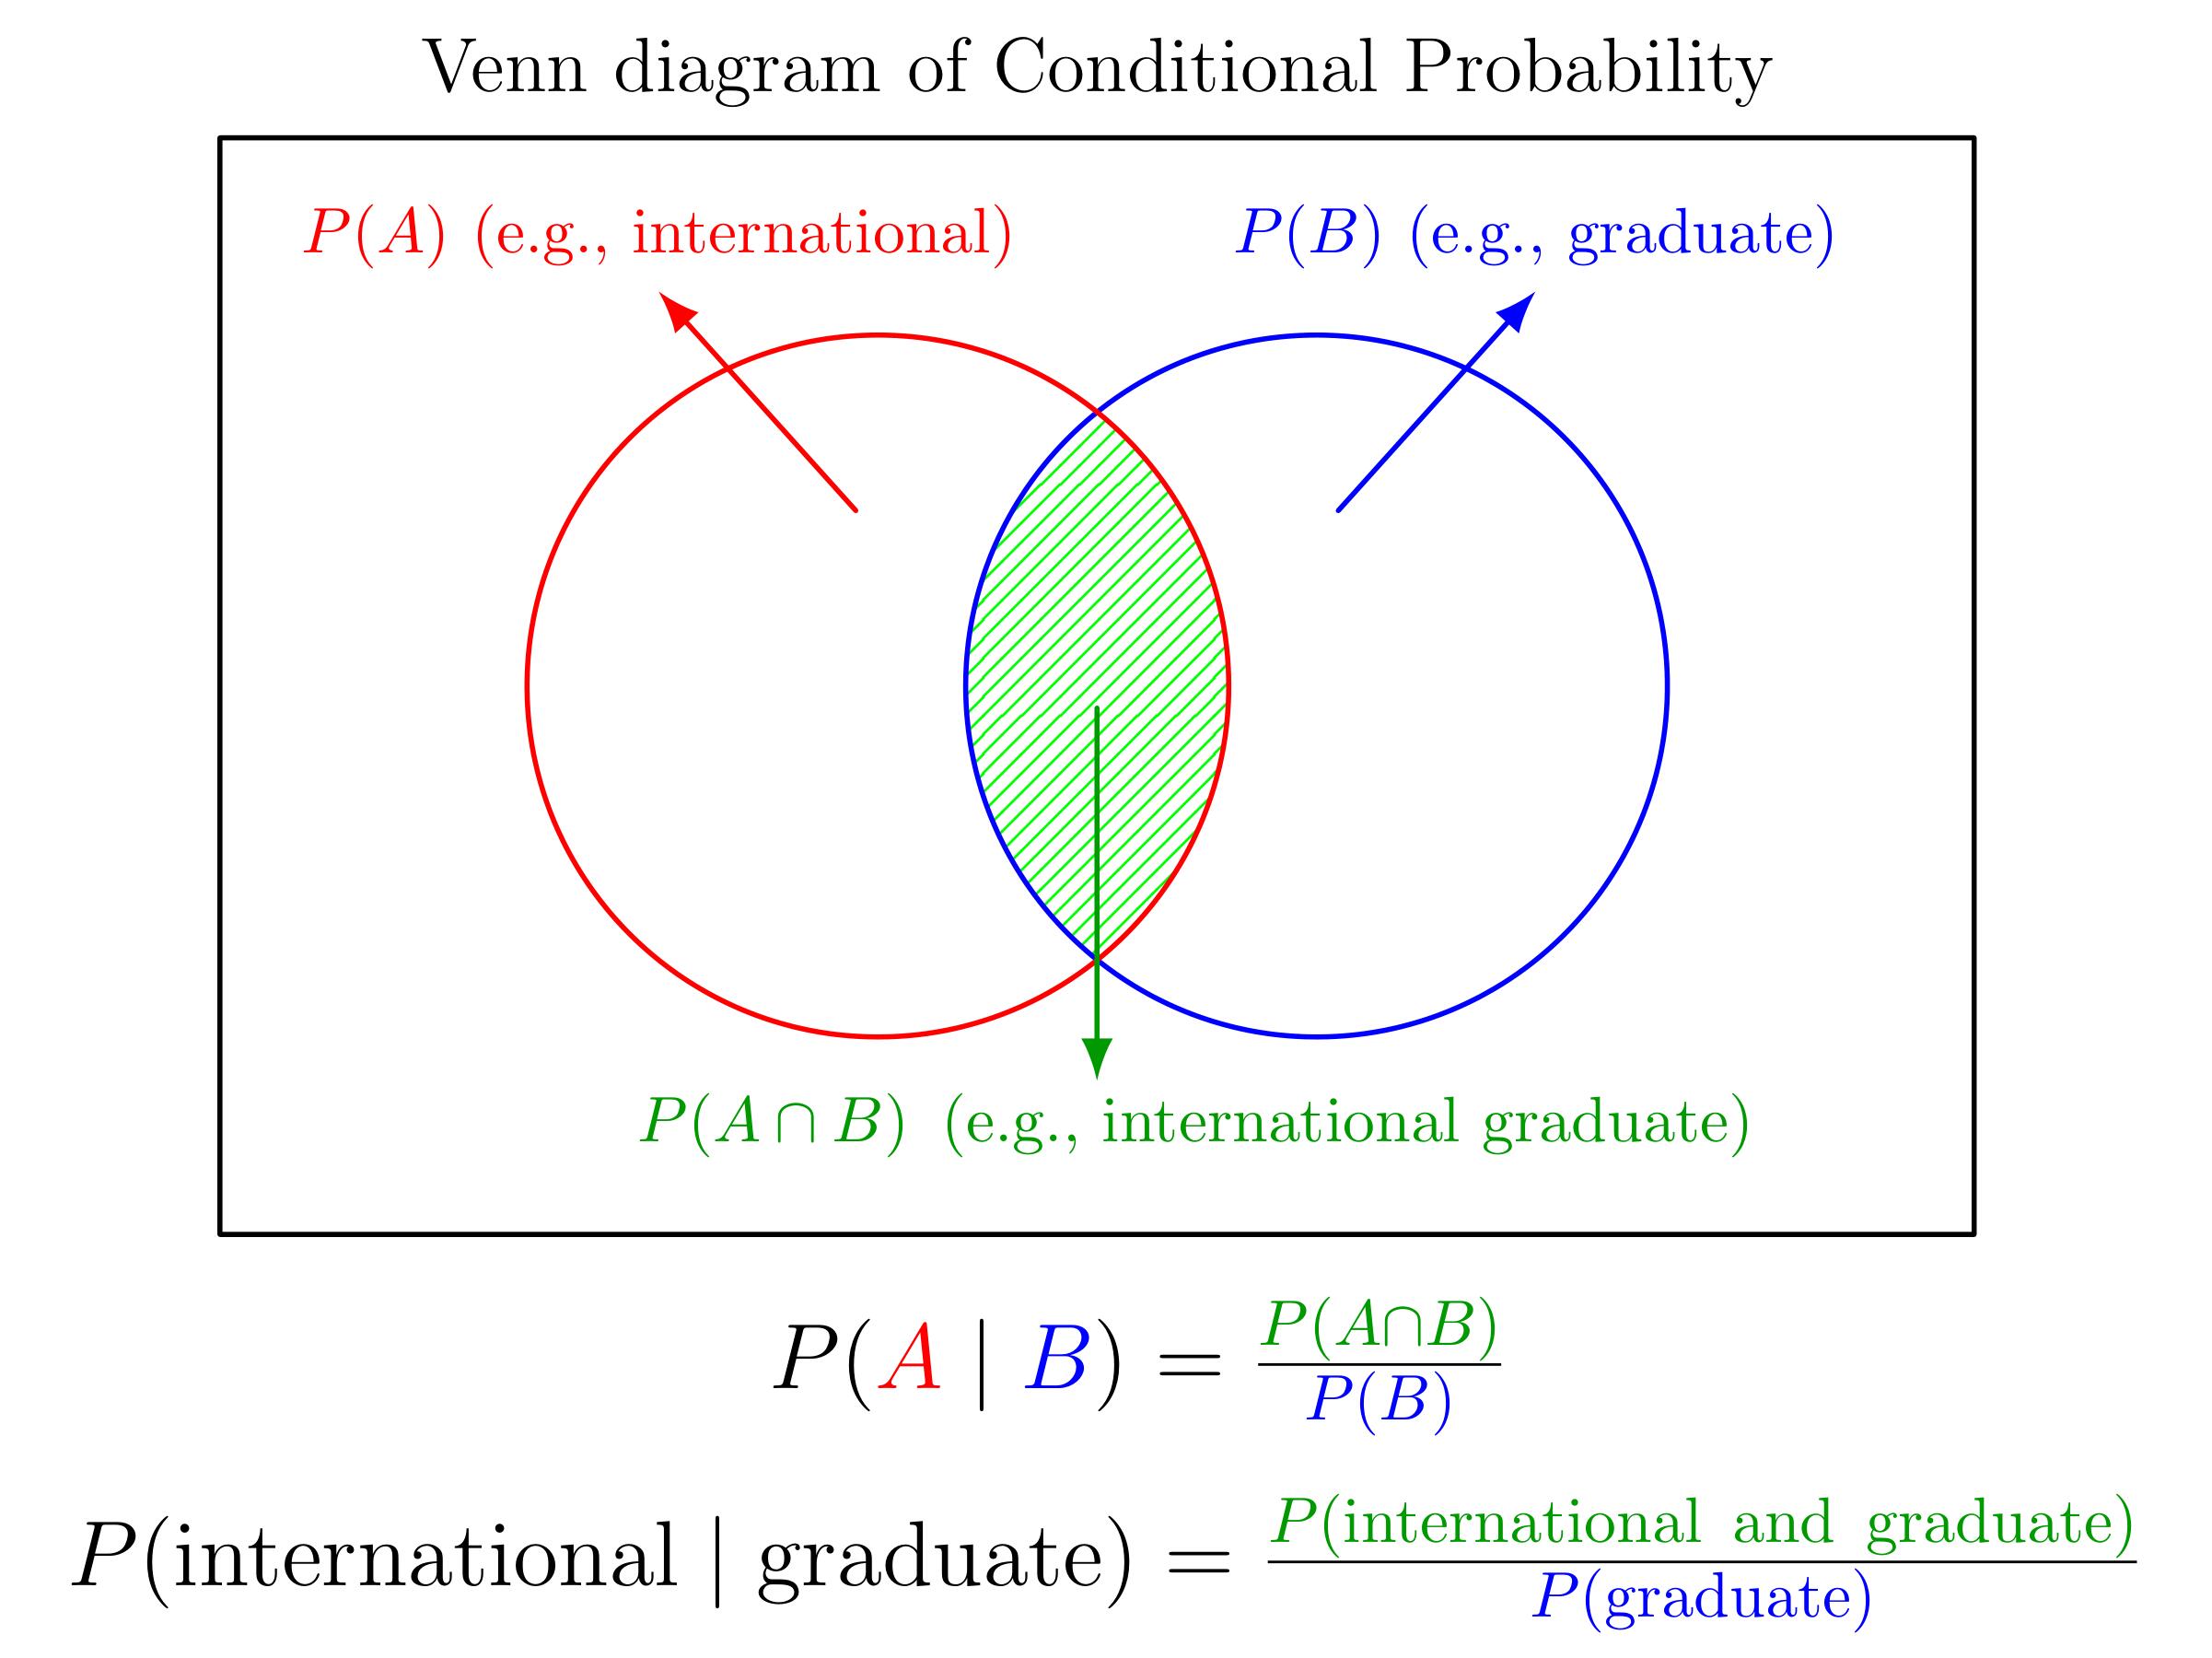 Venn diagram of Conditional Probability
P(A) (e.g., international)
P(B) (e.g., graduate)
P(A ∩ B) (e.g., international graduate)
P(A | B) = P(A∩B) / P(B)
P(international | graduate) = P(international and graduate) / P(graduate)